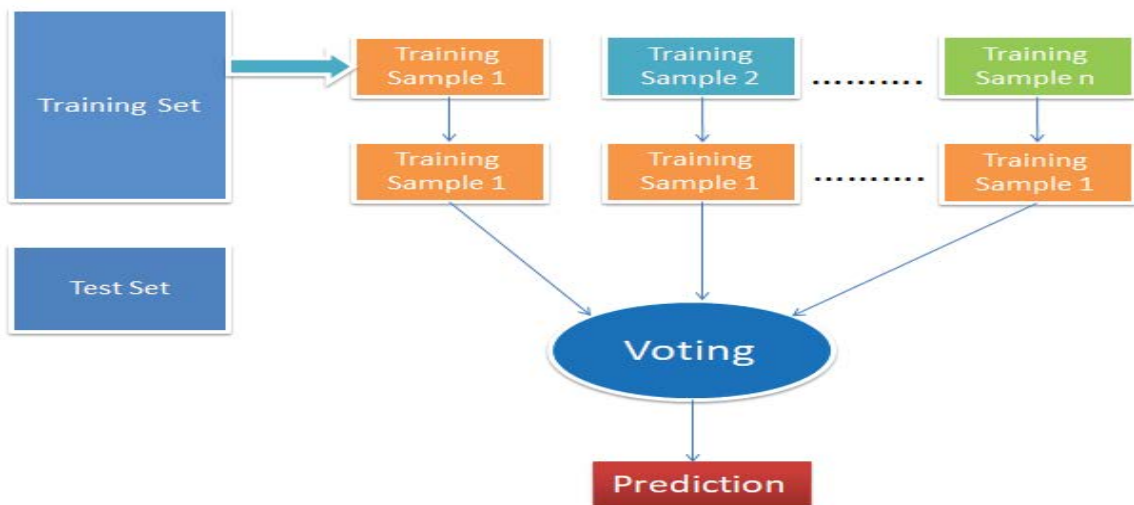 Training Set
Training
Sample 1
Training
Sample 2
..........
Training
Sample n
Training
Sample 1
Training
Sample 1
..........
Training
Sample 1
Test Set
Voting
Prediction